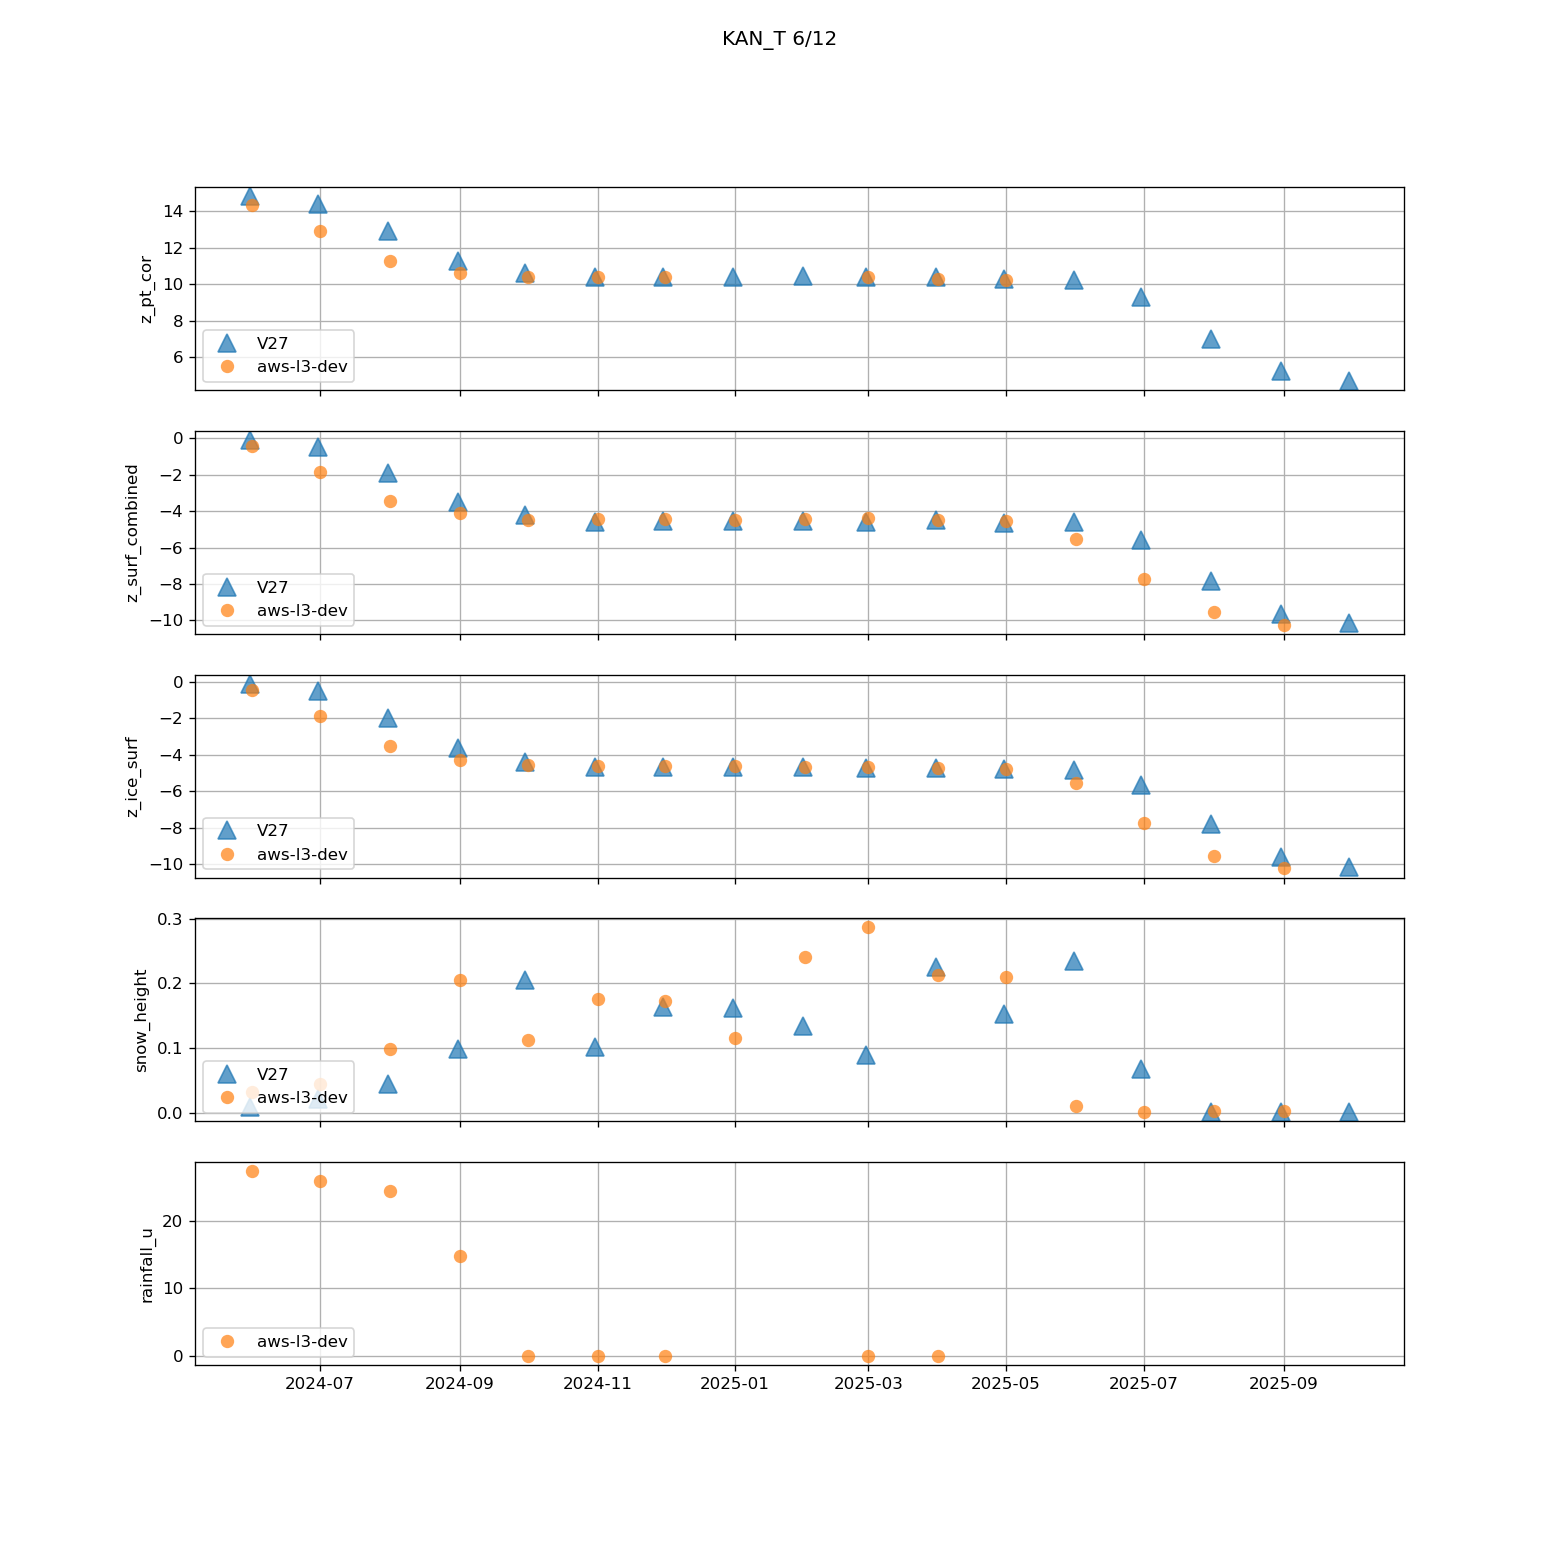 KAN_T 6/12
z_pt_cor
14
12
10
8
6
V27
aws-l3-dev
z_surf_combined
0
−2
−4
−6
−8
−10
V27
aws-l3-dev
z_ice_surf
0
−2
−4
−6
−8
−10
V27
aws-l3-dev
snow_height
0.3
0.2
0.1
0.0
V27
aws-l3-dev
rainfall_u
20
10
0
aws-l3-dev
2024-07 2024-09 2024-11 2025-01 2025-03 2025-05 2025-07 2025-09